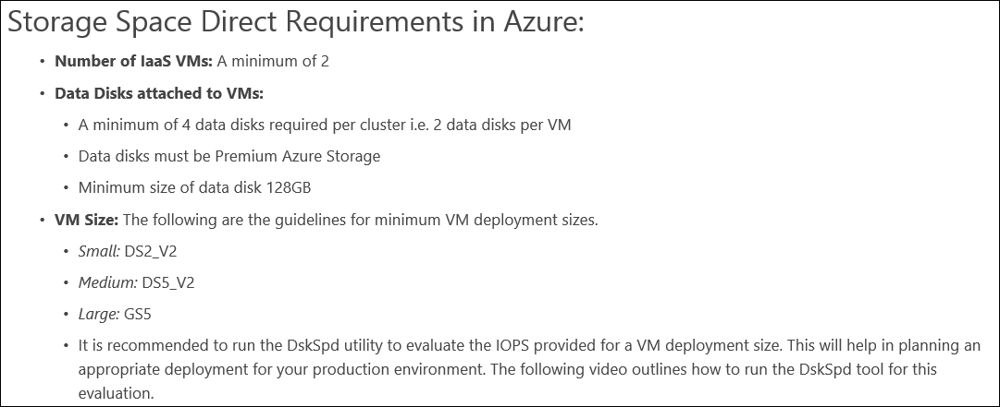 Storage Space Direct Requirements in Azure:
• Number of IaaS VMs: A minimum of 2
• Data Disks attached to VMs:
• A minimum of 4 data disks required per cluster i.e. 2 data disks per VM
• Data disks must be Premium Azure Storage
• Minimum size of data disk 128GB
• VM Size: The following are the guidelines for minimum VM deployment sizes.
• Small: DS2_V2
• Medium: DS5_V2
• Large: GS5
• It is recommended to run the DskSpd utility to evaluate the IOPS provided for a VM deployment size. This will help in planning an
appropriate deployment for your production environment. The following video outlines how to run the DskSpd tool for this
evaluation.